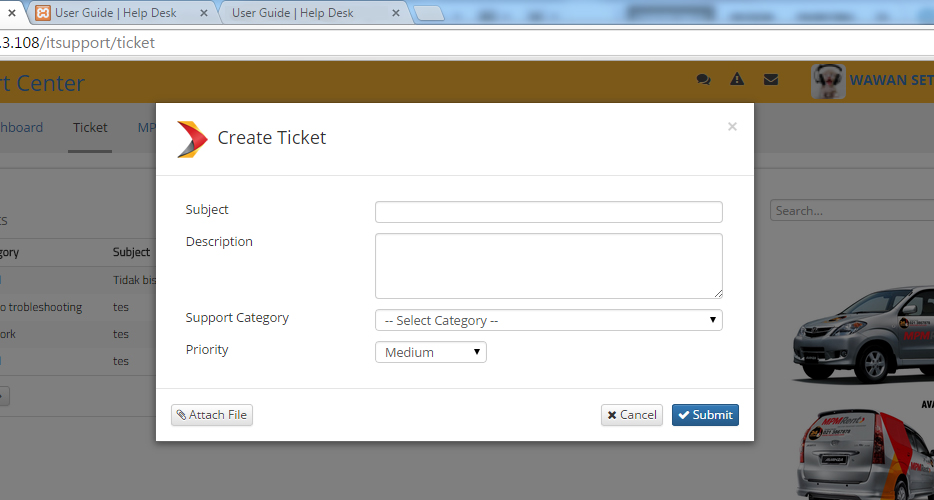 User Guide | Help Desk
User Guide | Help Desk
.3.108/itsupport/ticket
rt Center
WAWAN SET
hboard
Ticket
MP
Create Ticket
×
Subject
Search...
Description
gory
Subject
Tidak bis
o trobleshooting
tes
Support Category
-- Select Category --
ork
tes
Priority
Medium
tes
AVA
Attach File
Cancel
Submit
MPMRent